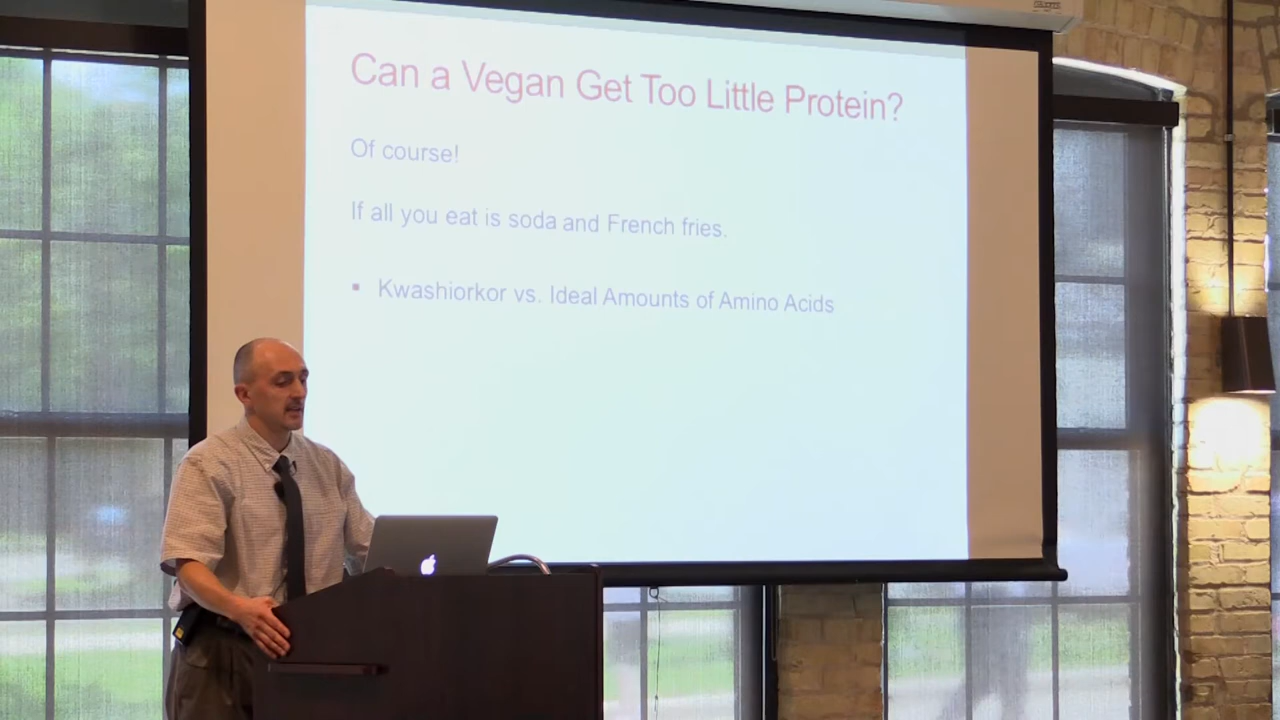 Can a Vegan Get Too Little Protein?
Of course!
If all you eat is soda and French fries.
▪ Kwashiorkor vs. Ideal Amounts of Amino Acids